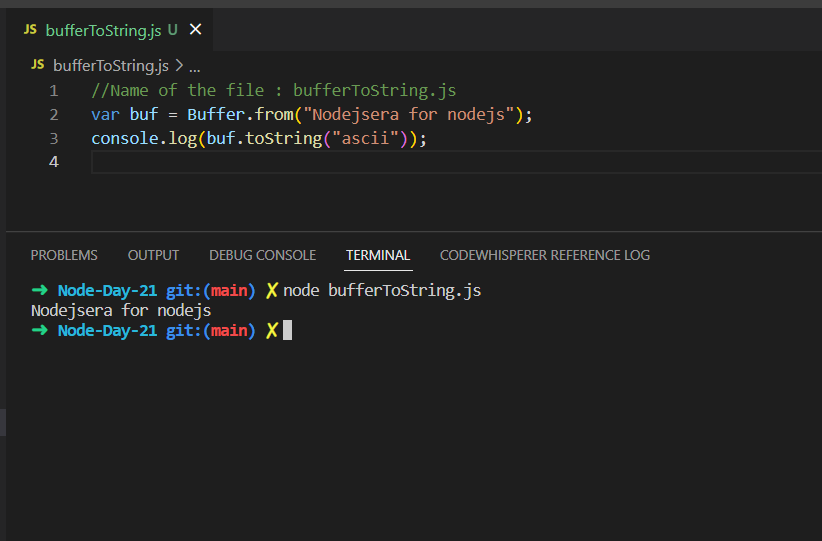 JS bufferToString.js U ✕
JS bufferToString.js > ...
1 //Name of the file : bufferToString.js
2 var buf = Buffer.from("Nodejsera for nodejs");
3 console.log(buf.toString("ascii"));
4
PROBLEMS OUTPUT DEBUG CONSOLE TERMINAL CODEWHISPERER REFERENCE LOG
➜ Node-Day-21 git:(main) ✗ node bufferToString.js
Nodejsera for nodejs
➜ Node-Day-21 git:(main) ✗